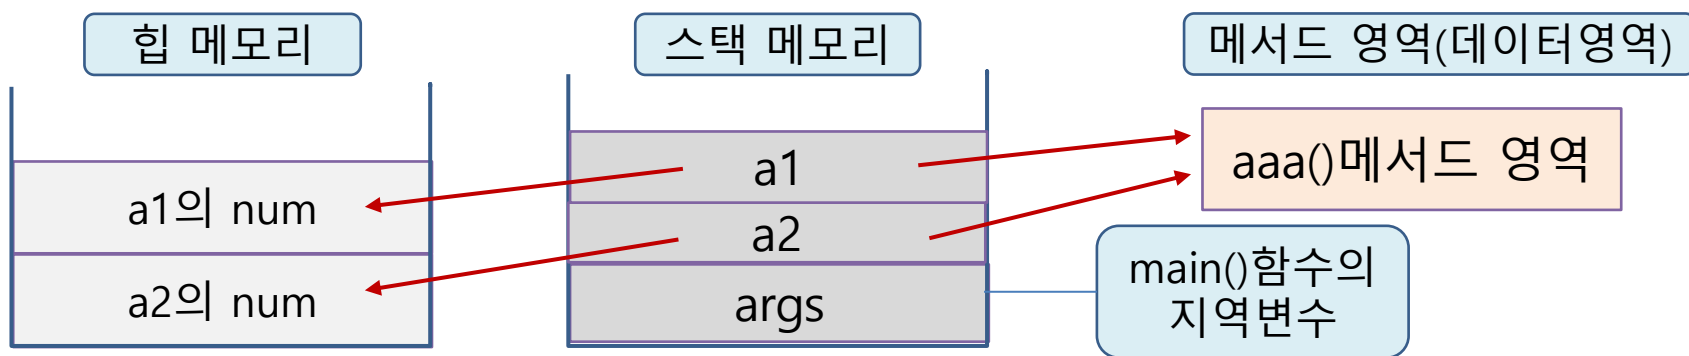 힙 메모리
스택 메모리
메서드 영역(데이터영역)
a1의 num
a2의 num
a1
a2
args
aaa()메서드 영역
main()함수의
지역변수